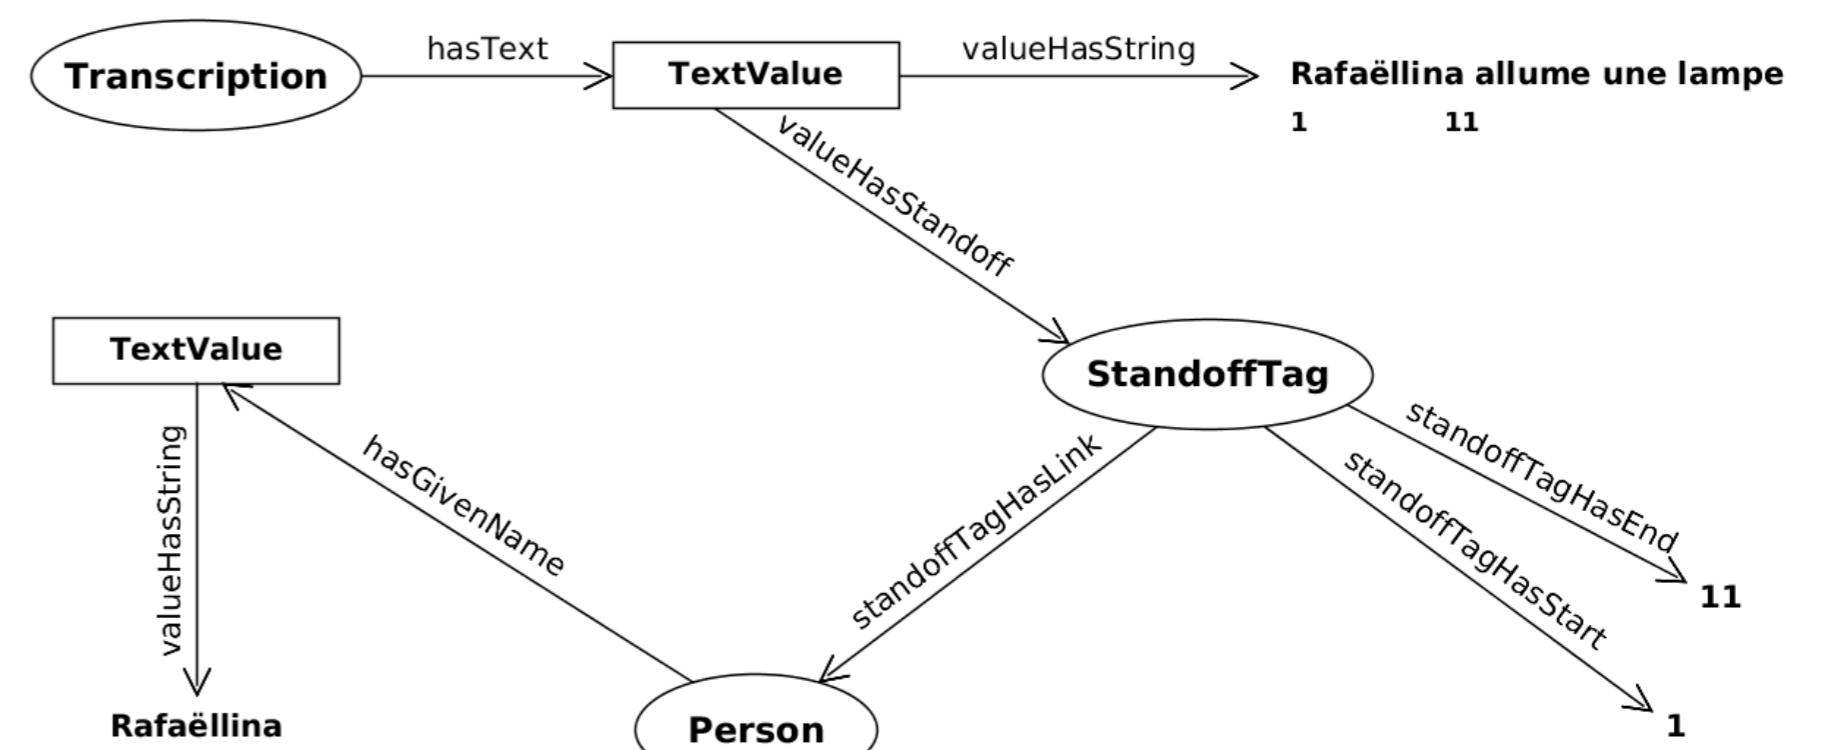 Transcription
hasText
TextValue
valueHasString
Rafaëllina allume une lampe
1 11
valueHasStandoff
TextValue
StandoffTag
valueHasString
hasGivenName
standoffTagHasLink
standoffTagHasStart
standoffTagHasEnd
11
Rafaëllina
Person
1